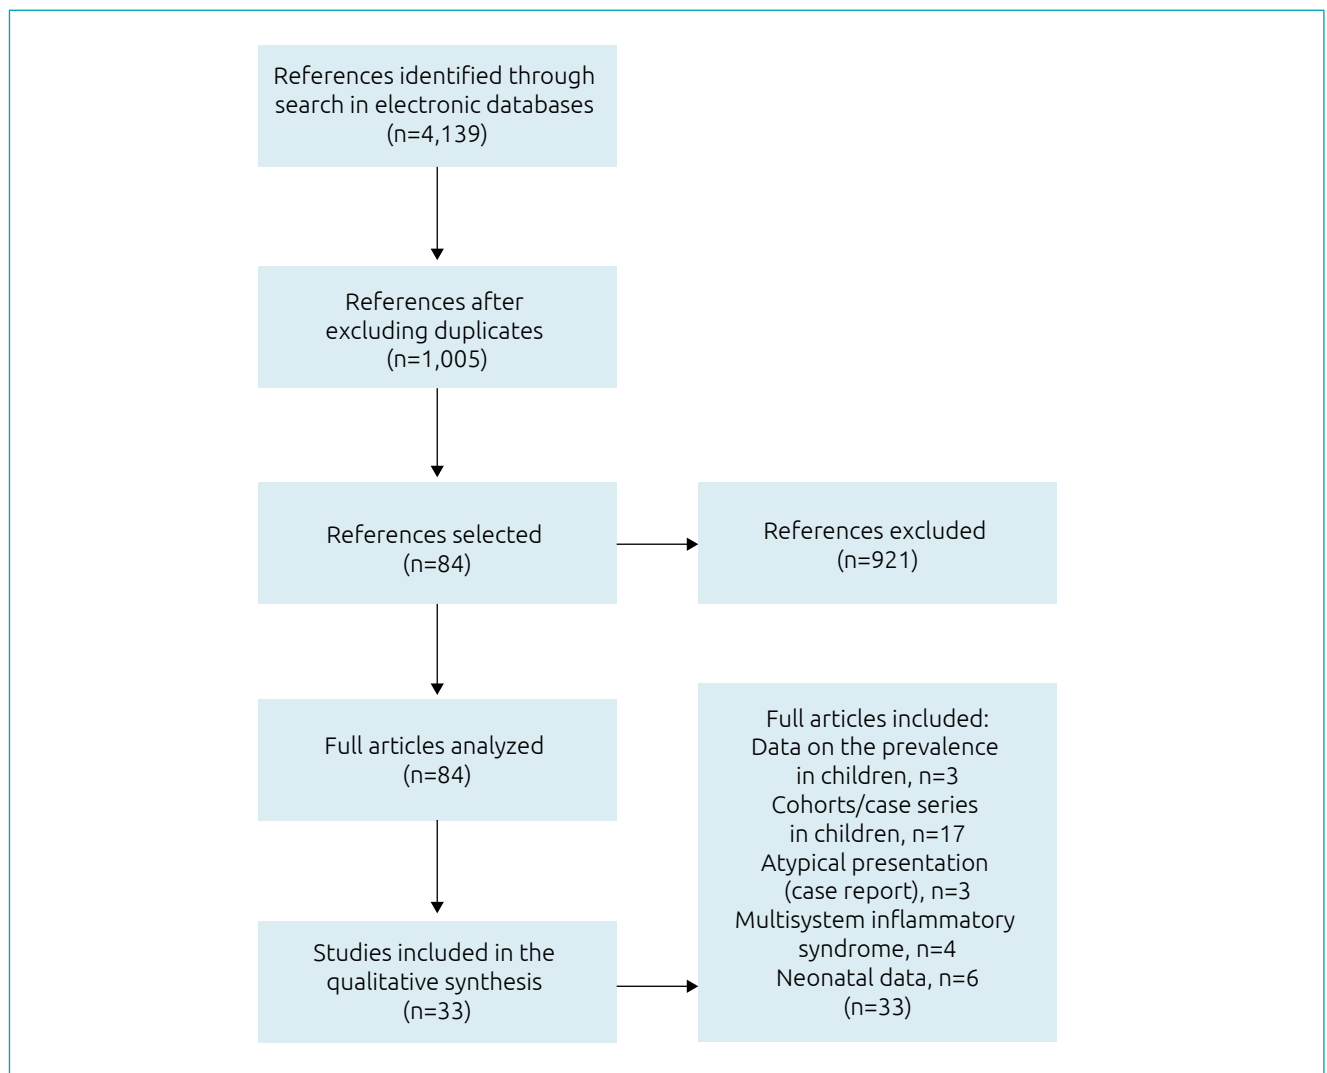 References identified through
search in electronic databases
(n=4,139)
References after
excluding duplicates
(n=1,005)
References selected
(n=84)
References excluded
(n=921)
Full articles analyzed
(n=84)
Full articles included:
Data on the prevalence
in children, n=3
Cohorts/case series
in children, n=17
Atypical presentation
(case report), n=3
Multisystem inflammatory
syndrome, n=4
Neonatal data, n=6
(n=33)
Studies included in the
qualitative synthesis
(n=33)